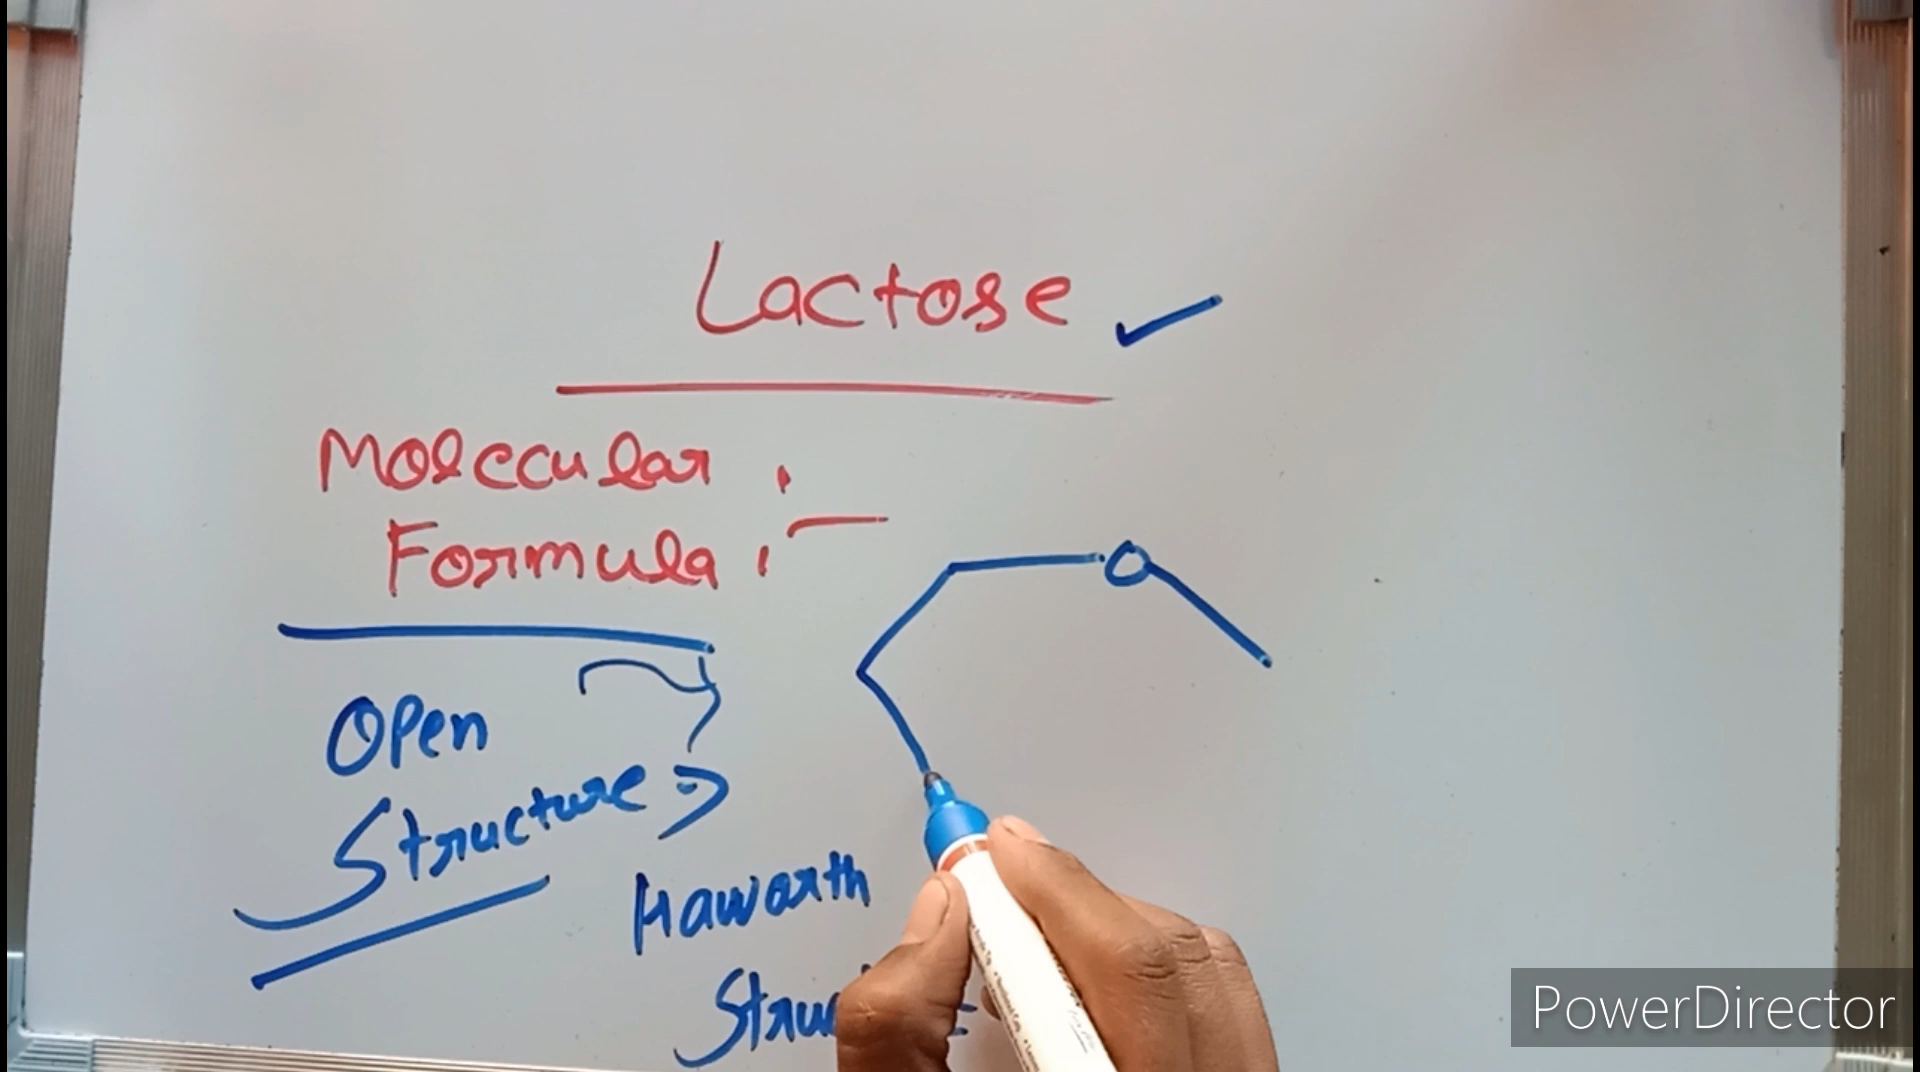 Lactose
Molecular :
Formula :
Open
Structure :
Haworth
O
PowerDirector